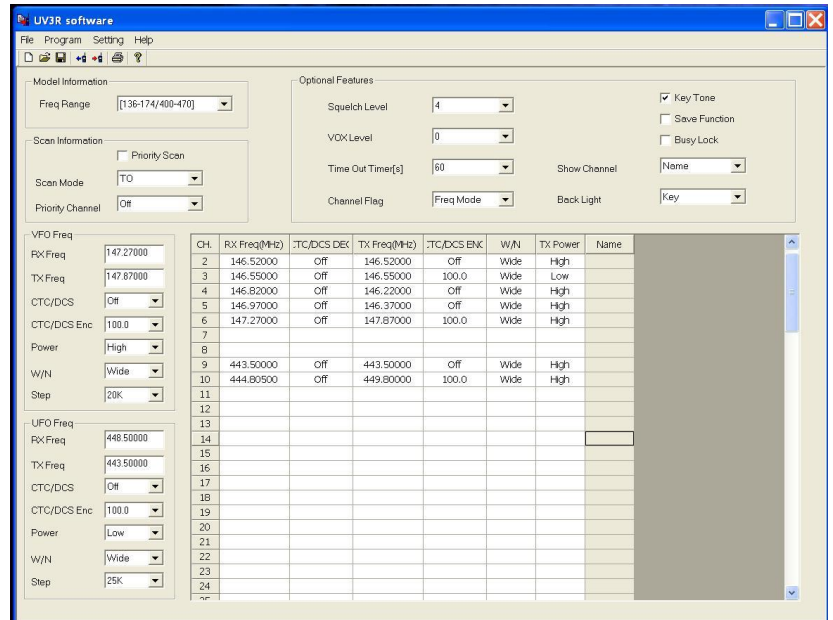 UV3R software
File Program Setting Help
Model Information
Freq Range [136-174/400-470]
Scan Information
Priority Scan
Scan Mode TO
Priority Channel Off
Optional Features
Squelch Level 4
VOX Level 0
Time Out Timer[s] 60
Channel Flag Freq Mode
Key Tone
Save Function
Busy Lock
Show Channel Name
Back Light Key
VFO Freq
RX Freq 147.27000
TX Freq 147.87000
CTC/DCS Off
CTC/DCS Enc 100.0
Power High
W/N Wide
Step 20K
UFO Freq
RX Freq 448.50000
TX Freq 443.50000
CTC/DCS Off
CTC/DCS Enc 100.0
Power Low
W/N Wide
Step 25K
CH. RX Freq(MHz) :TC/DCS DE( TX Freq(MHz) :TC/DCS ENC W/N TX Power Name
2 146.52000 Off 146.52000 Off Wide High
3 146.55000 Off 146.55000 100.0 Wide Low
4 146.82000 Off 146.22000 Off Wide High
5 146.97000 Off 146.37000 Off Wide High
6 147.27000 Off 147.87000 100.0 Wide High
7
8
9 443.50000 Off 443.50000 Off Wide High
10 444.80500 Off 449.80000 100.0 Wide High
11
12
13
14
15
16
17
18
19
20
21
22
23
24